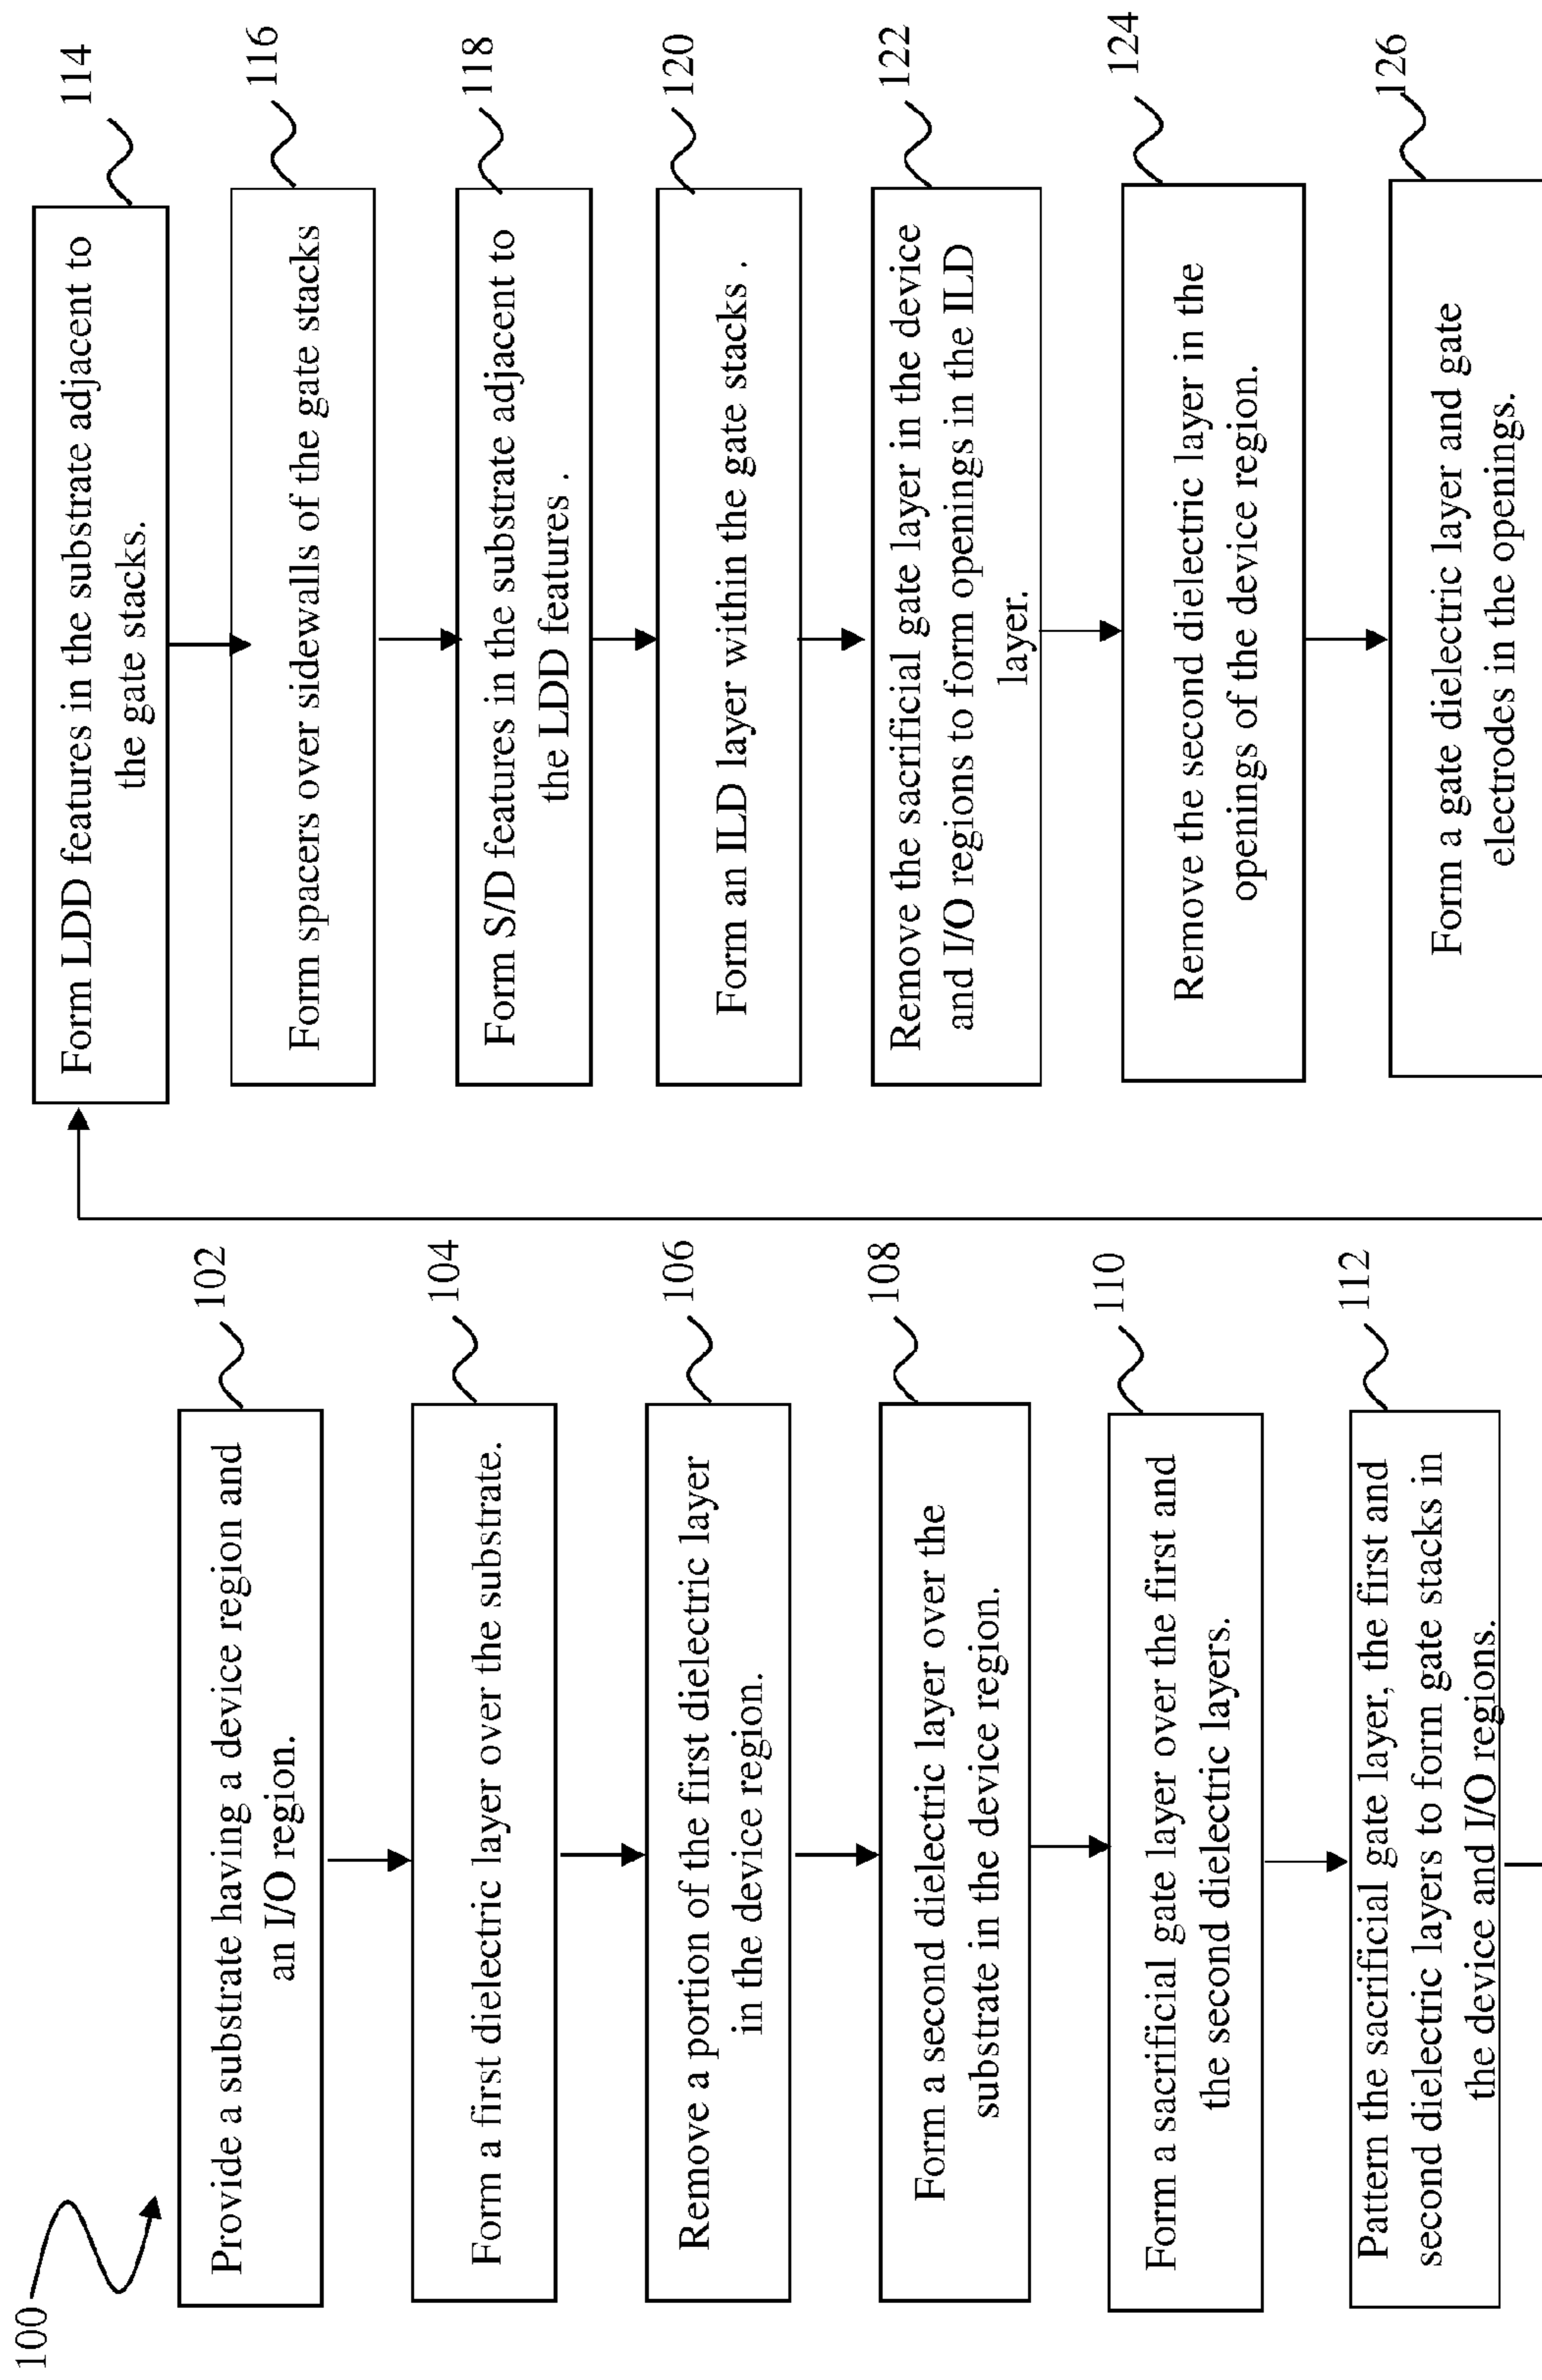 100
102
Provide a substrate having a device region and
an I/O region.
104
Form a first dielectric layer over the substrate.
106
Remove a portion of the first dielectric layer
in the device region.
108
Form a second dielectric layer over the
substrate in the device region.
110
Form a sacrificial gate layer over the first and
the second dielectric layers.
112
Pattern the sacrificial gate layer, the first and
second dielectric layers to form gate stacks in
the device and I/O regions.
114
Form LDD features in the substrate adjacent to
the gate stacks.
116
Form spacers over sidewalls of the gate stacks
118
Form S/D features in the substrate adjacent to
the LDD features .
120
Form an ILD layer within the gate stacks .
122
Remove the sacrificial gate layer in the device
and I/O regions to form openings in the ILD
layer.
124
Remove the second dielectric layer in the
openings of the device region.
126
Form a gate dielectric layer and gate
electrodes in the openings.